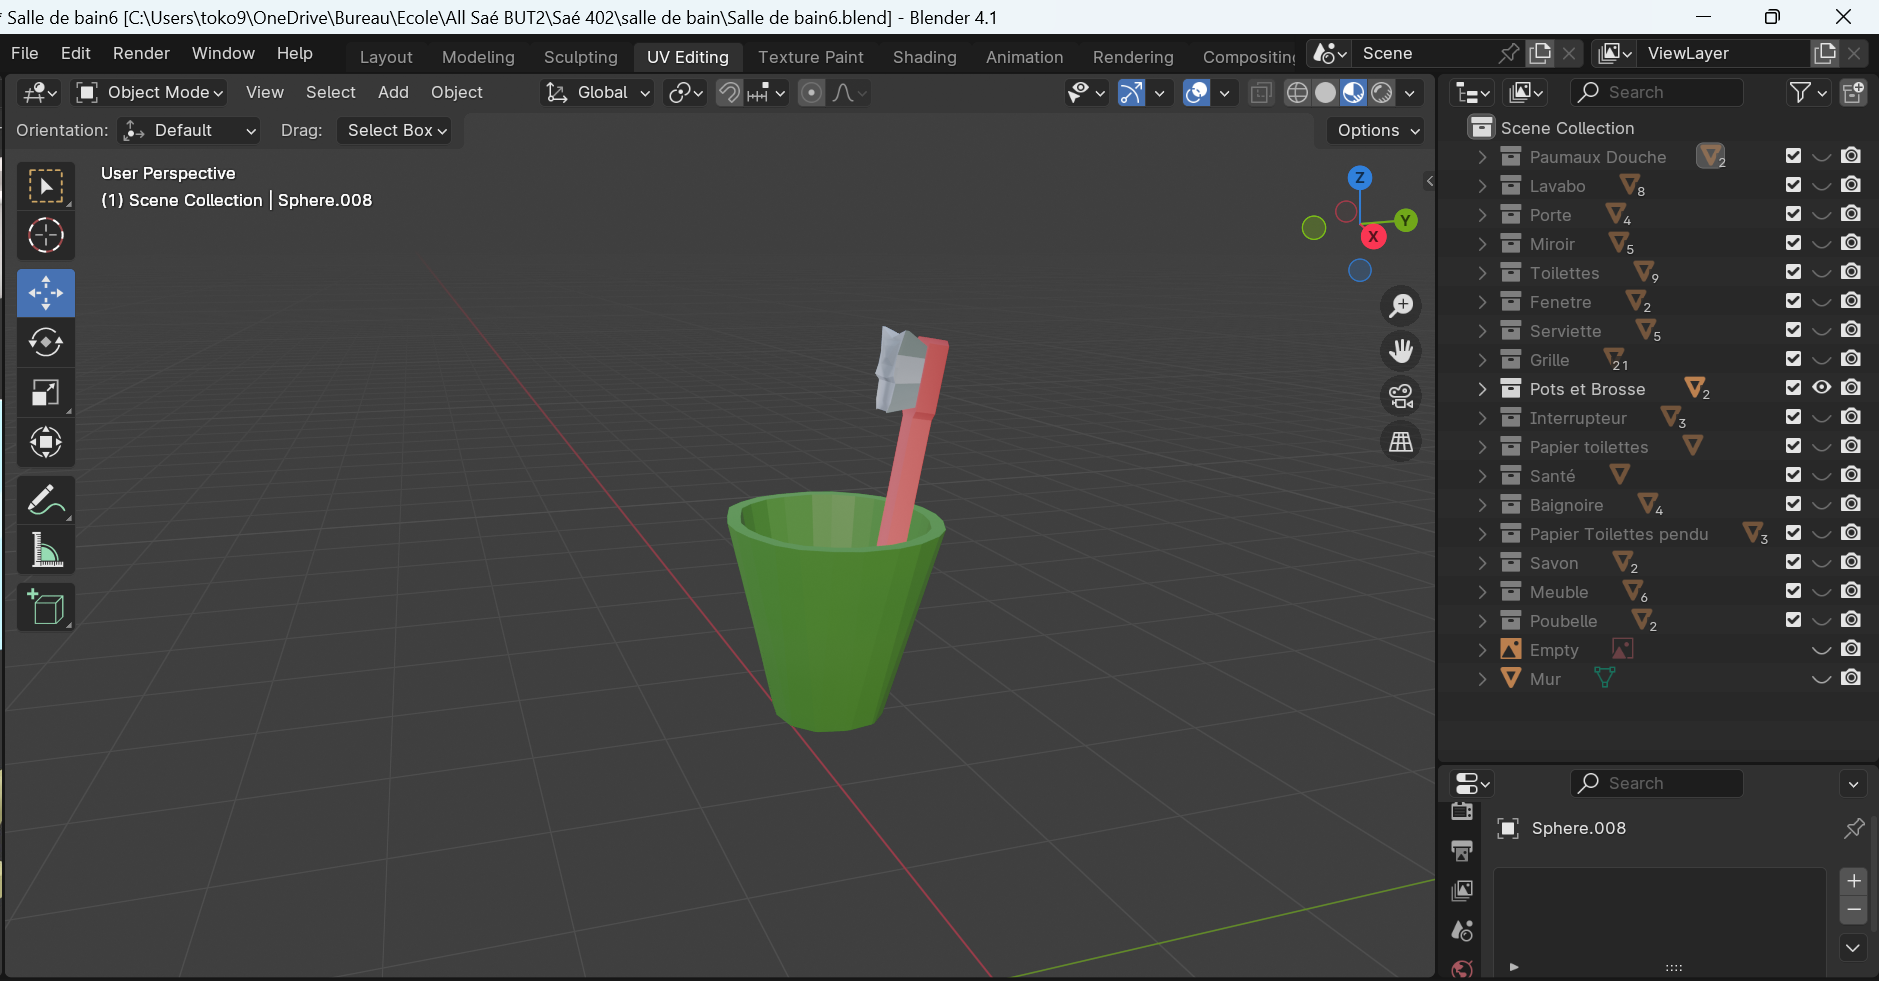 * Salle de bain6 [C:\Users\toko9\OneDrive\Bureau\Ecole\All Saé BUT2\Saé 402\salle de bain\Salle de bain6.blend] - Blender 4.1
File Edit Render Window Help Layout Modeling Sculpting UV Editing Texture Paint Shading Animation Rendering Compositing Scene ViewLayer
Object Mode View Select Add Object Global Search
Orientation: Default Drag: Select Box Options
User Perspective
(1) Scene Collection | Sphere.008
Z
Y
X
Scene Collection
Paumaux Douche 2
Lavabo 8
Porte 4
Miroir 5
Toilettes 9
Fenetre 2
Serviette 5
Grille 21
Pots et Brosse 2
Interrupteur 3
Papier toilettes
Santé
Baignoire 4
Papier Toilettes pendu 3
Savon 2
Meuble 6
Poubelle 2
Empty
Mur
Search
Sphere.008